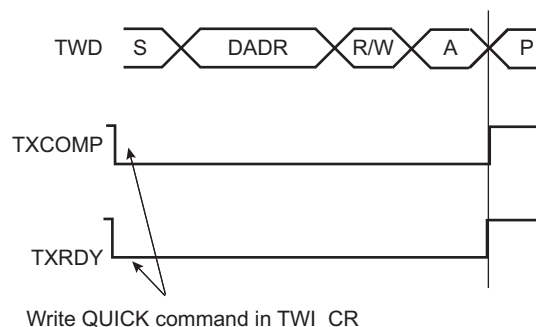 TWD S DADR R/W A P
TXCOMP
TXRDY
Write QUICK command in TWI_CR